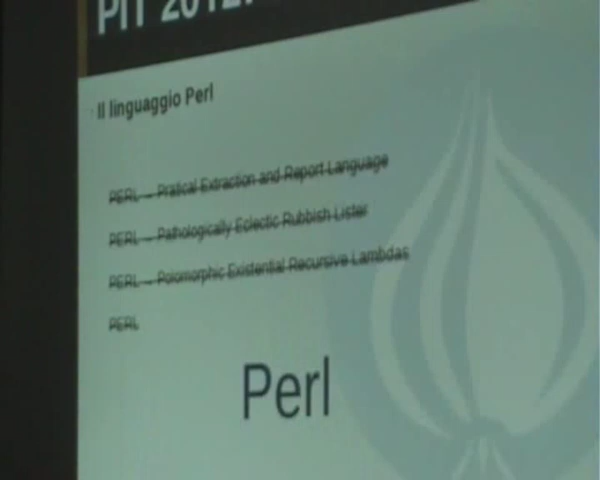 PIT 2012:
Il linguaggio Perl
PERL – Pratical Extraction and Report Language
PERL – Pathologically Eclectic Rubbish Lister
PERL – Polomorphic Existential Recursive Lambdas
PERL
Perl